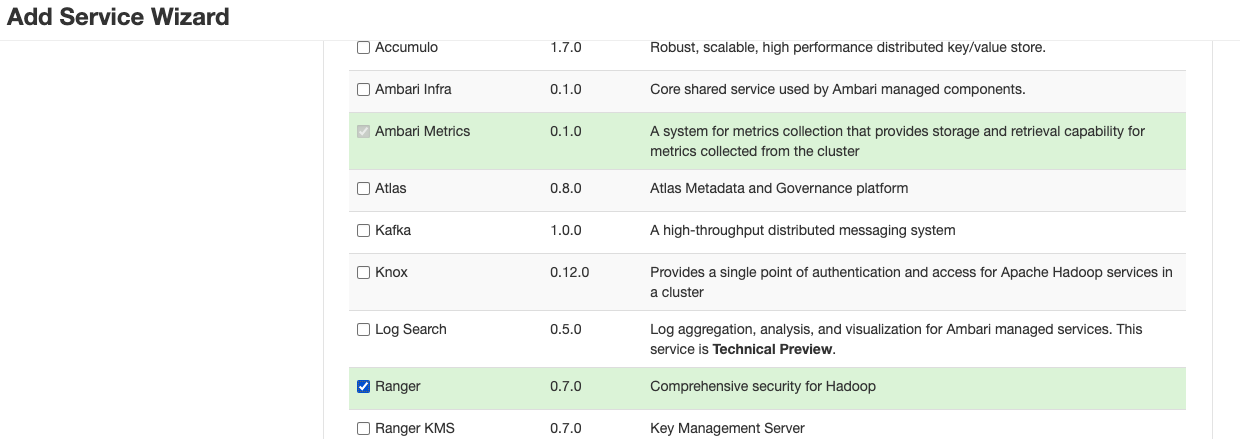 Add Service Wizard
Accumulo 1.7.0 Robust, scalable, high performance distributed key/value store.
Ambari Infra 0.1.0 Core shared service used by Ambari managed components.
Ambari Metrics 0.1.0 A system for metrics collection that provides storage and retrieval capability for
metrics collected from the cluster
Atlas 0.8.0 Atlas Metadata and Governance platform
Kafka 1.0.0 A high-throughput distributed messaging system
Knox 0.12.0 Provides a single point of authentication and access for Apache Hadoop services in
a cluster
Log Search 0.5.0 Log aggregation, analysis, and visualization for Ambari managed services. This
service is Technical Preview.
Ranger 0.7.0 Comprehensive security for Hadoop
Ranger KMS 0.7.0 Key Management Server